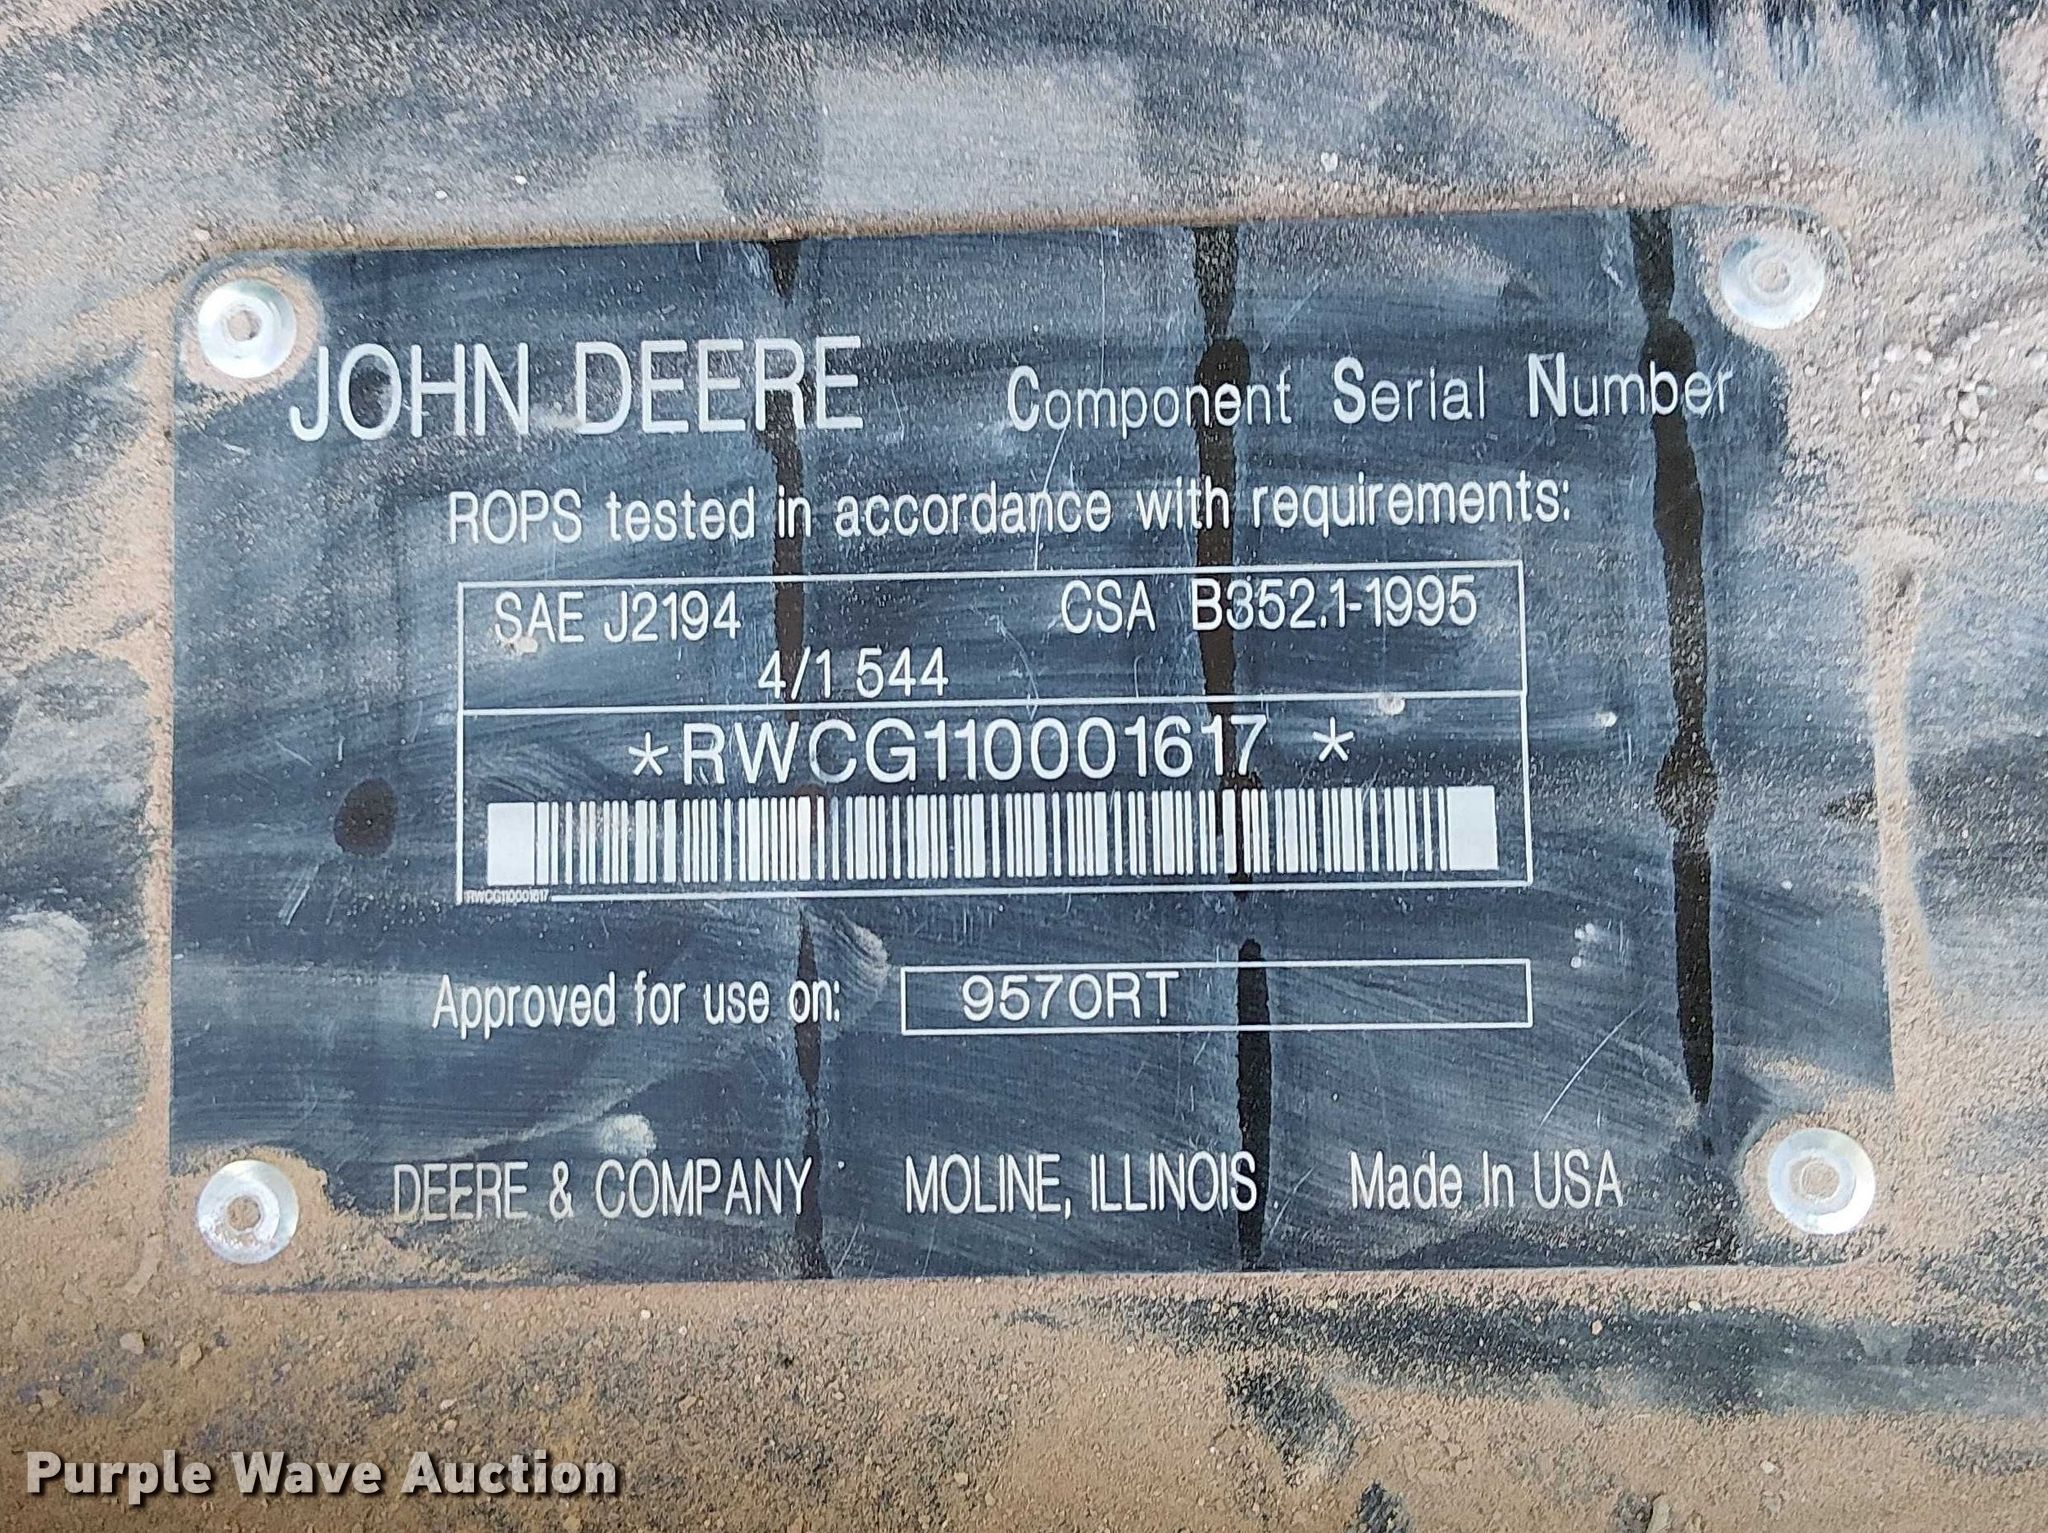 JOHN DEERE Component Serial Number
ROPS tested in accordance with requirements:
SAE J2194 CSA B352.1-1995
4/1 544
*RWCG110001617 *
RWCG110001617
Approved for use on: 9570RT
DEERE & COMPANY MOLINE, ILLINOIS Made In USA
Purple Wave Auction